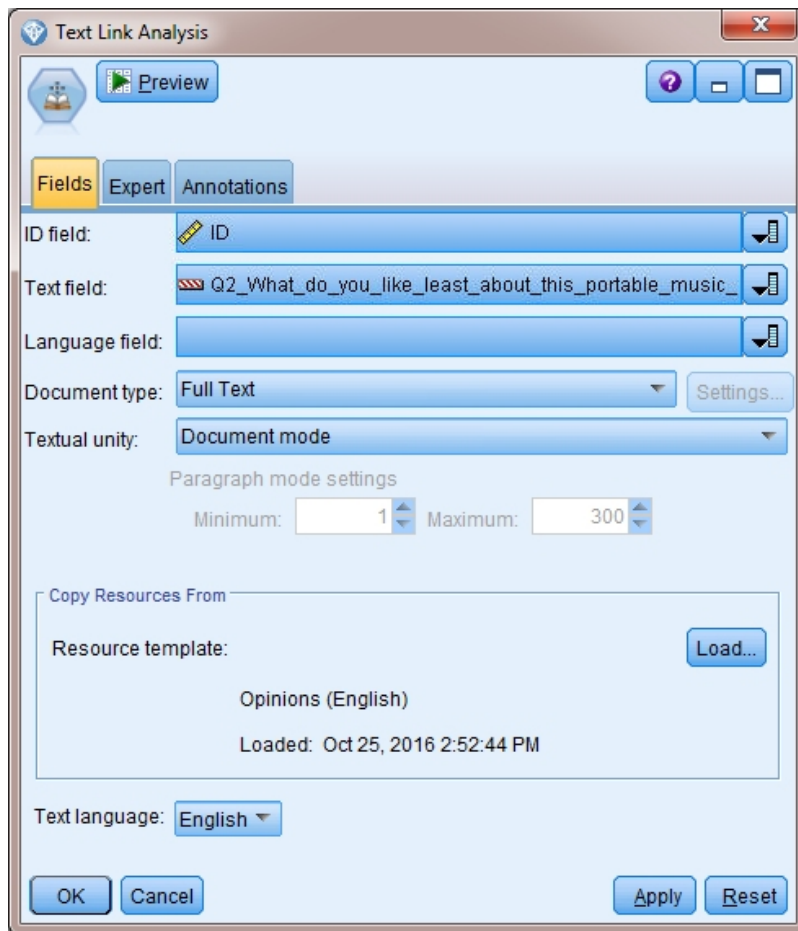 Text Link Analysis
x
Preview
?
Fields Expert Annotations
ID field: ID
Text field: Q2_What_do_you_like_least_about_this_portable_music_
Language field:
Document type: Full Text Settings...
Textual unity: Document mode
Paragraph mode settings
Minimum: 1 Maximum: 300
Copy Resources From
Resource template: Load...
Opinions (English)
Loaded: Oct 25, 2016 2:52:44 PM
Text language: English
OK Cancel Apply Reset